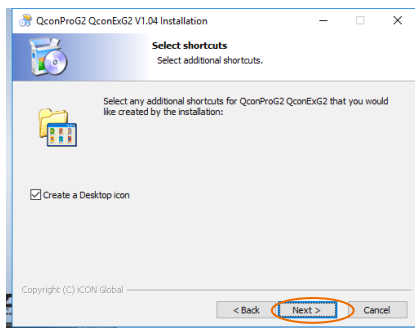 QconProG2 QconExG2 V1.04 Installation
Select shortcuts
Select additional shortcuts.
Select any additional shortcuts for QconProG2 QconExG2 that you would
like created by the installation:
Create a Desktop icon
Copyright (C) iCON Global
< Back
Next >
Cancel